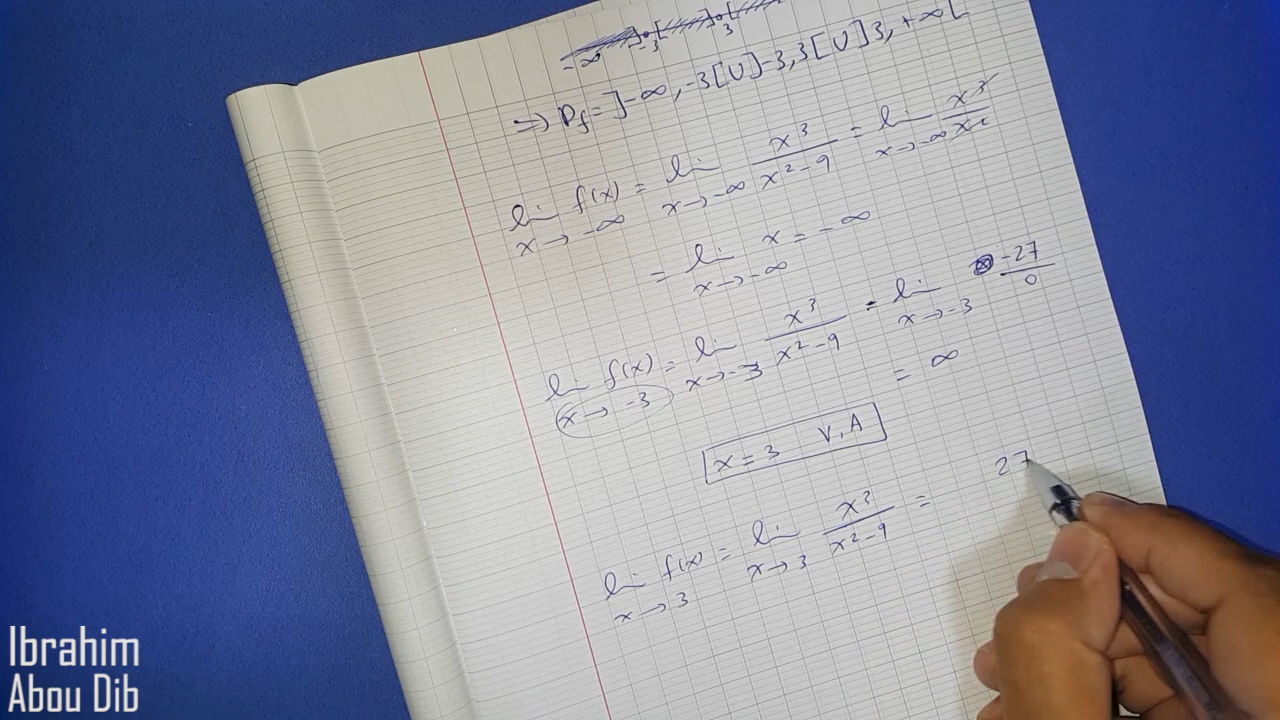 -∞ ]o[ -3 ]o[ 3
=> Df = ]-∞, -3[U]-3,3[U]3,+∞[
lim x→-∞ f(x) = lim x→-∞ x³/(x²-9) = lim x→-∞ x³/x²
= lim x→-∞ x = -∞
lim x→-3 f(x) = lim x→-3 x³/(x²-9) = lim x→-3 -27/0
= ∞
x = 3 V.A
lim x→3 f(x) = lim x→3 x³/(x²-9) = 27
Ibrahim
Abou Dib